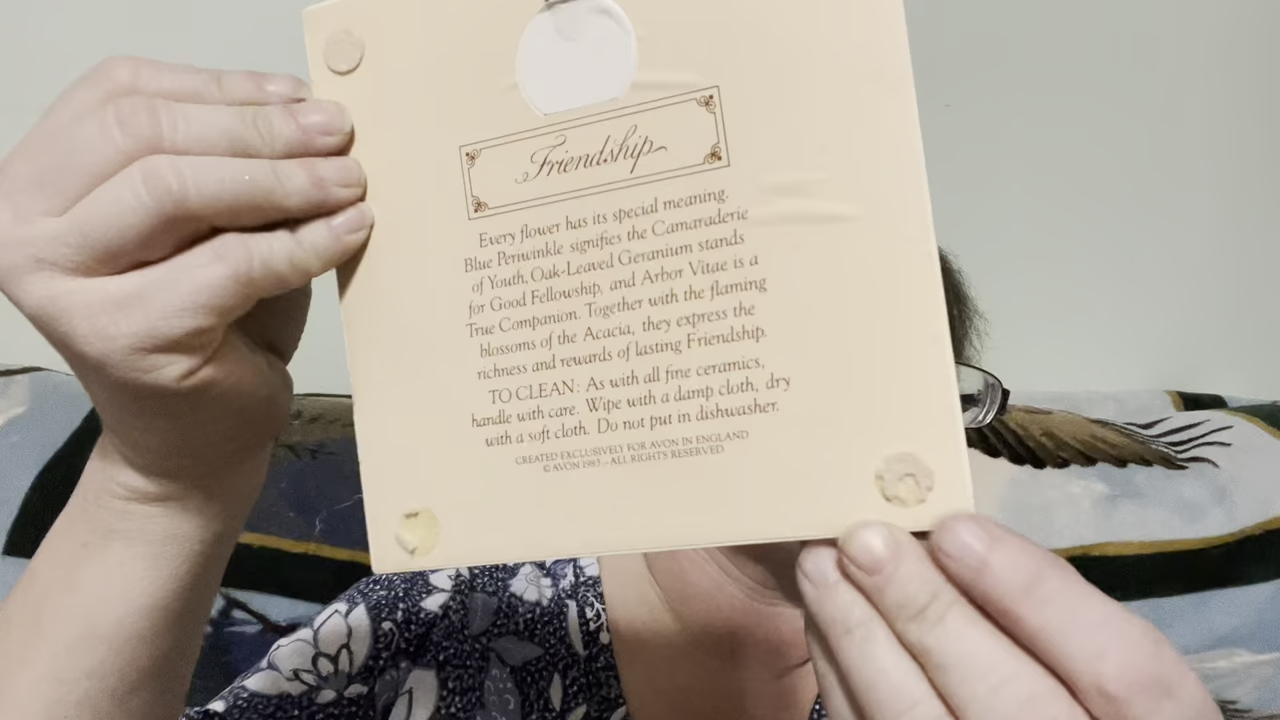 Friendship
Every flower has its special meaning.
Blue Periwinkle signifies the Camaraderie
of Youth, Oak-Leaved Geranium stands
for Good Fellowship, and Arbor Vitae is a
True Companion. Together with the flaming
blossoms of the Acacia, they express the
richness and rewards of lasting Friendship.
TO CLEAN: As with all fine ceramics,
handle with care. Wipe with a damp cloth, dry
with a soft cloth. Do not put in dishwasher.
CREATED EXCLUSIVELY FOR AVON IN ENGLAND
© AVON 1983 – ALL RIGHTS RESERVED